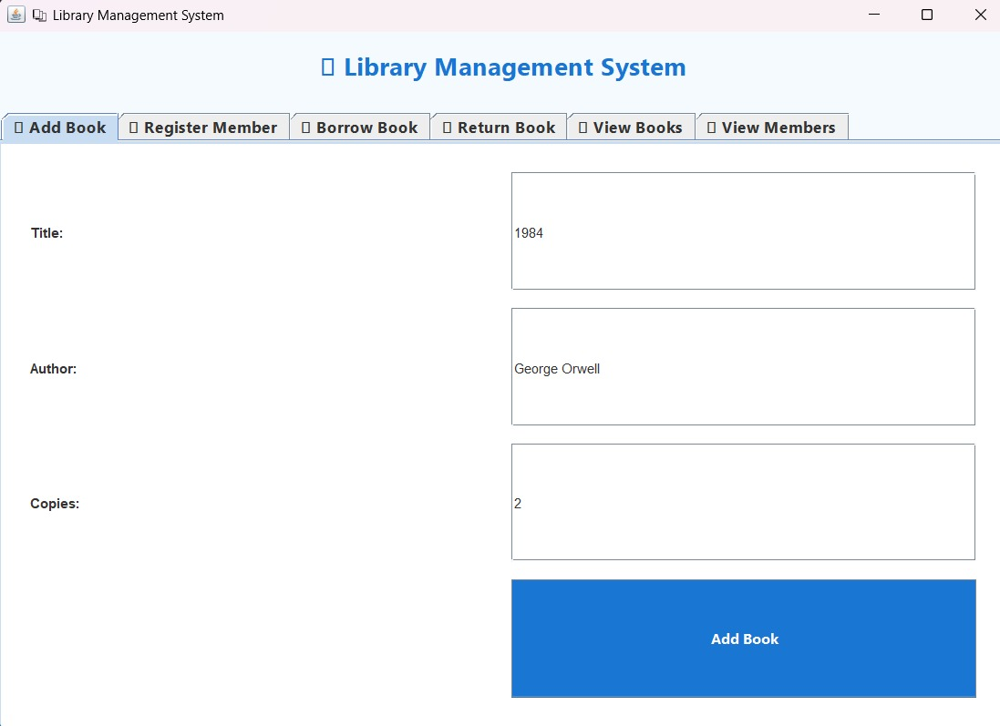 Library Management System
Library Management System
Add Book Register Member Borrow Book Return Book View Books View Members
Title: 1984
Author: George Orwell
Copies: 2
Add Book